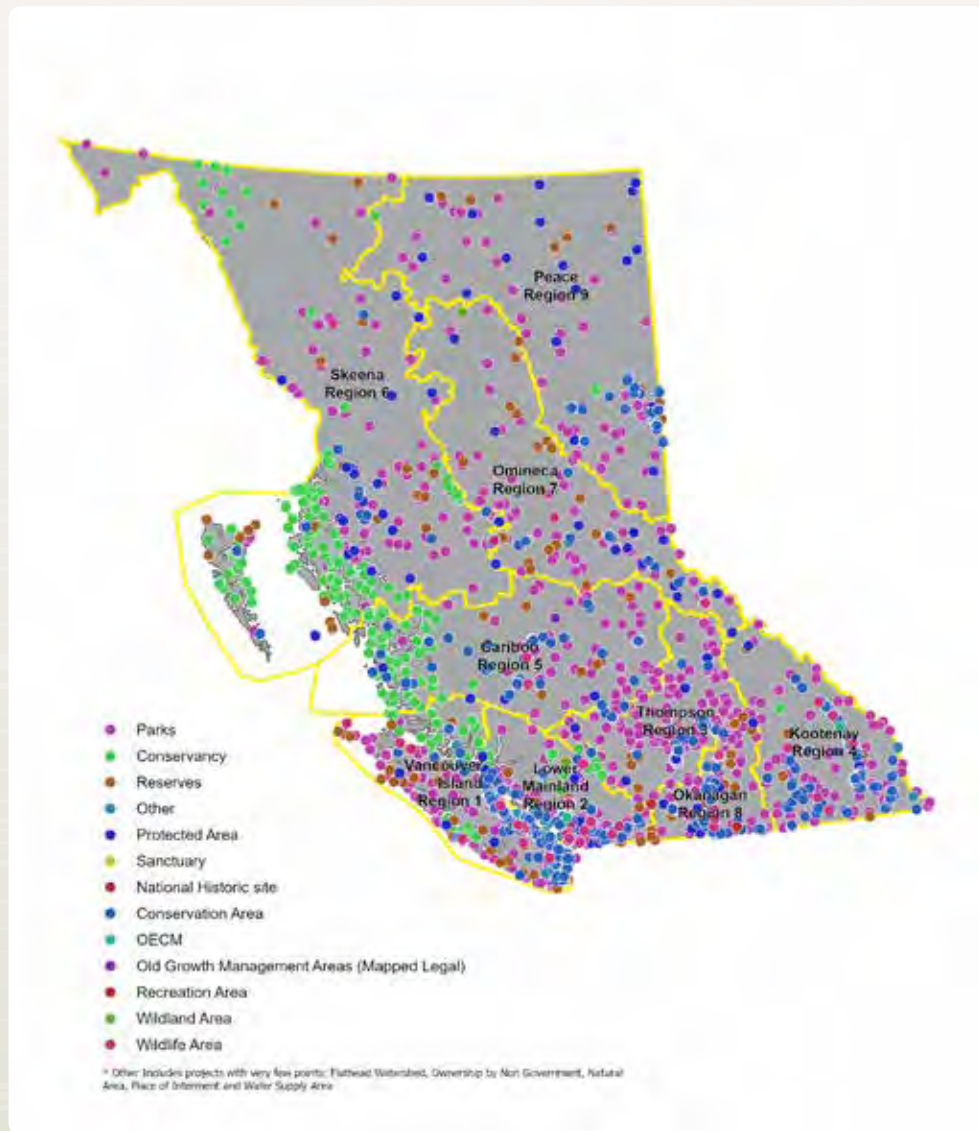 Peace
Region 9
Skeena
Region 6
Omineca
Region 7
Cariboo
Region 5
Thompson
Region 3
Kootenay
Region 4
Vancouver
Island
Region 1
Lower
Mainland
Region 2
Okanagan
Region 8
Parks
Conservancy
Reserves
Other
Protected Area
Sanctuary
National Historic site
Conservation Area
OECM
Old Growth Management Areas (Mapped Legal)
Recreation Area
Wildland Area
Wildlife Area
* Other Includes projects with very few points: Flathead Watershed, Ownership by Non Government, Natural
Area, Place of Interment and Water Supply Area